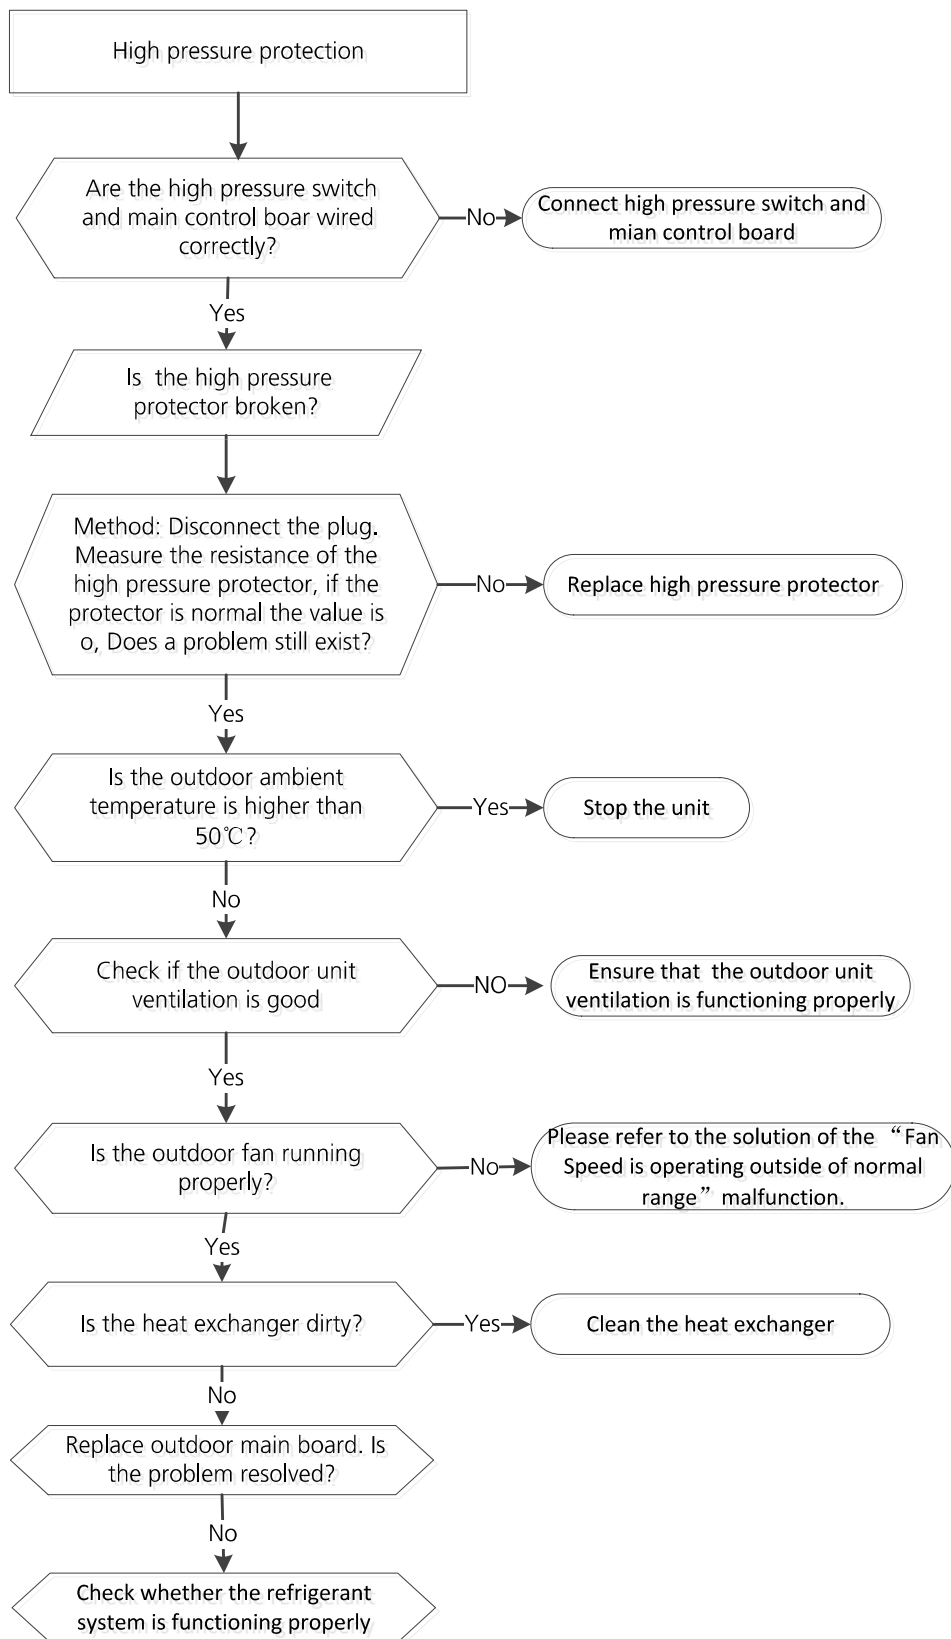 High pressure protection
Are the high pressure switch
and main control boar wired
correctly?
No
Connect high pressure switch and
mian control board
Yes
Is the high pressure
protector broken?
Method: Disconnect the plug.
Measure the resistance of the
high pressure protector, if the
protector is normal the value is
o, Does a problem still exist?
No
Replace high pressure protector
Yes
Is the outdoor ambient
temperature is higher than
50℃?
Yes
Stop the unit
No
Check if the outdoor unit
ventilation is good
NO
Ensure that the outdoor unit
ventilation is functioning properly
Yes
Is the outdoor fan running
properly?
No
Please refer to the solution of the “Fan
Speed is operating outside of normal
range” malfunction.
Yes
Is the heat exchanger dirty?
Yes
Clean the heat exchanger
No
Replace outdoor main board. Is
the problem resolved?
No
Check whether the refrigerant
system is functioning properly